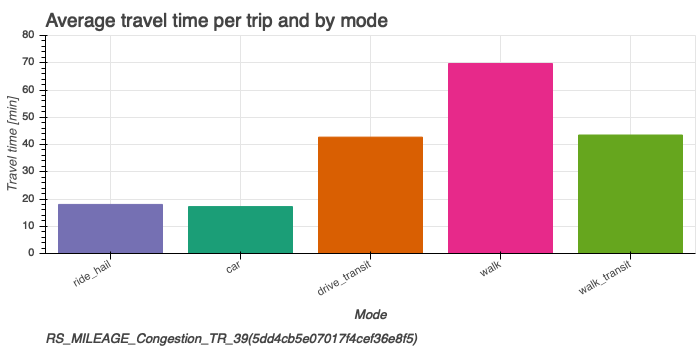 Average travel time per trip and by mode
80
70
60
50
40
30
20
10
0
Travel time [min]
ride_hail
car
drive_transit
walk
walk_transit
Mode
RS_MILEAGE_Congestion_TR_39(5dd4cb5e07017f4cef36e8f5)